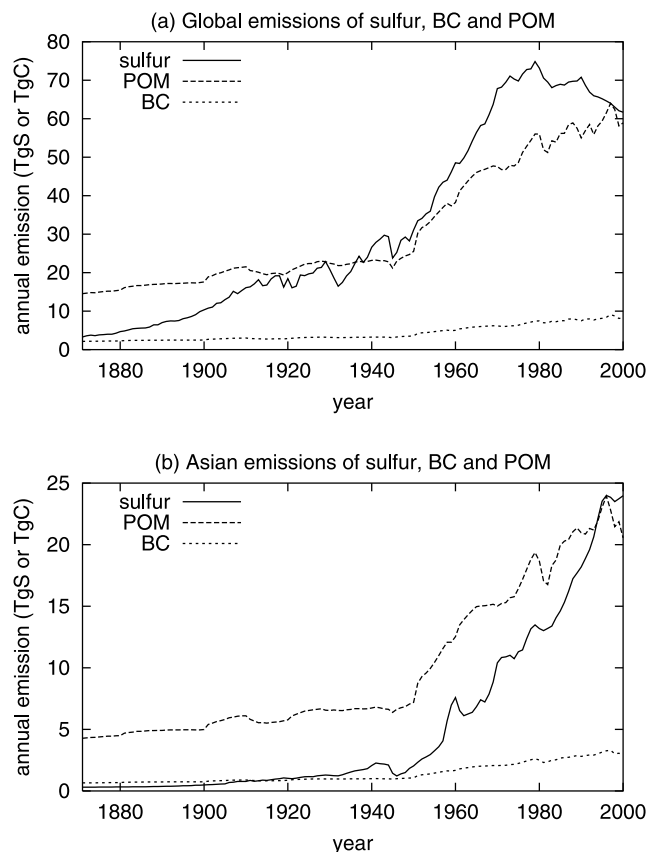 (a) Global emissions of sulfur, BC and POM
80
70
60
50
40
30
20
10
0
annual emission (TgS or TgC)
sulfur
POM
BC
1880 1900 1920 1940 1960 1980 2000
year
(b) Asian emissions of sulfur, BC and POM
25
20
15
10
5
0
annual emission (TgS or TgC)
sulfur
POM
BC
1880 1900 1920 1940 1960 1980 2000
year